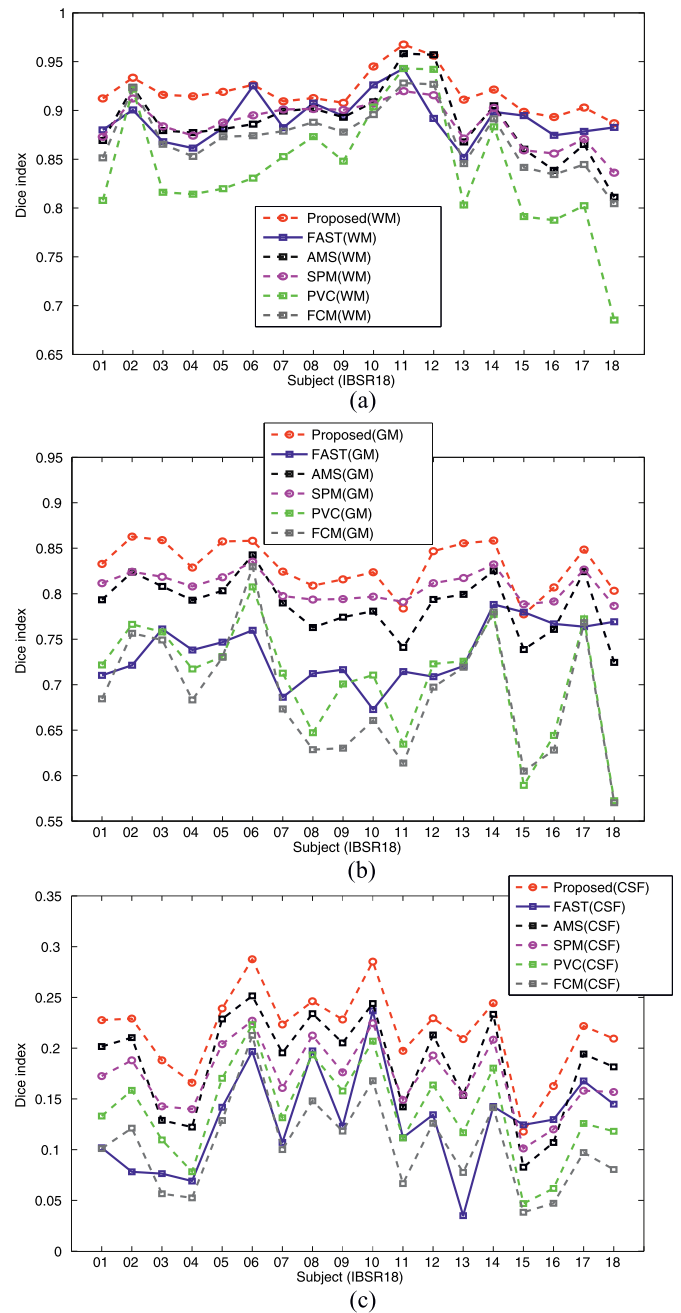 1
0.95
0.9
0.85
0.8
0.75
0.7
0.65
Dice index
Proposed(WM)
FAST(WM)
AMS(WM)
SPM(WM)
PVC(WM)
FCM(WM)
01 02 03 04 05 06 07 08 09 10 11 12 13 14 15 16 17 18
Subject (IBSR18)
(a)
Proposed(GM)
FAST(GM)
AMS(GM)
SPM(GM)
PVC(GM)
FCM(GM)
0.95
0.9
0.85
0.8
0.75
0.7
0.65
0.6
0.55
Dice index
01 02 03 04 05 06 07 08 09 10 11 12 13 14 15 16 17 18
Subject (IBSR18)
(b)
Proposed(CSF)
FAST(CSF)
AMS(CSF)
SPM(CSF)
PVC(CSF)
FCM(CSF)
0.35
0.3
0.25
0.2
0.15
0.1
0.05
0
Dice index
01 02 03 04 05 06 07 08 09 10 11 12 13 14 15 16 17 18
Subject (IBSR18)
(c)